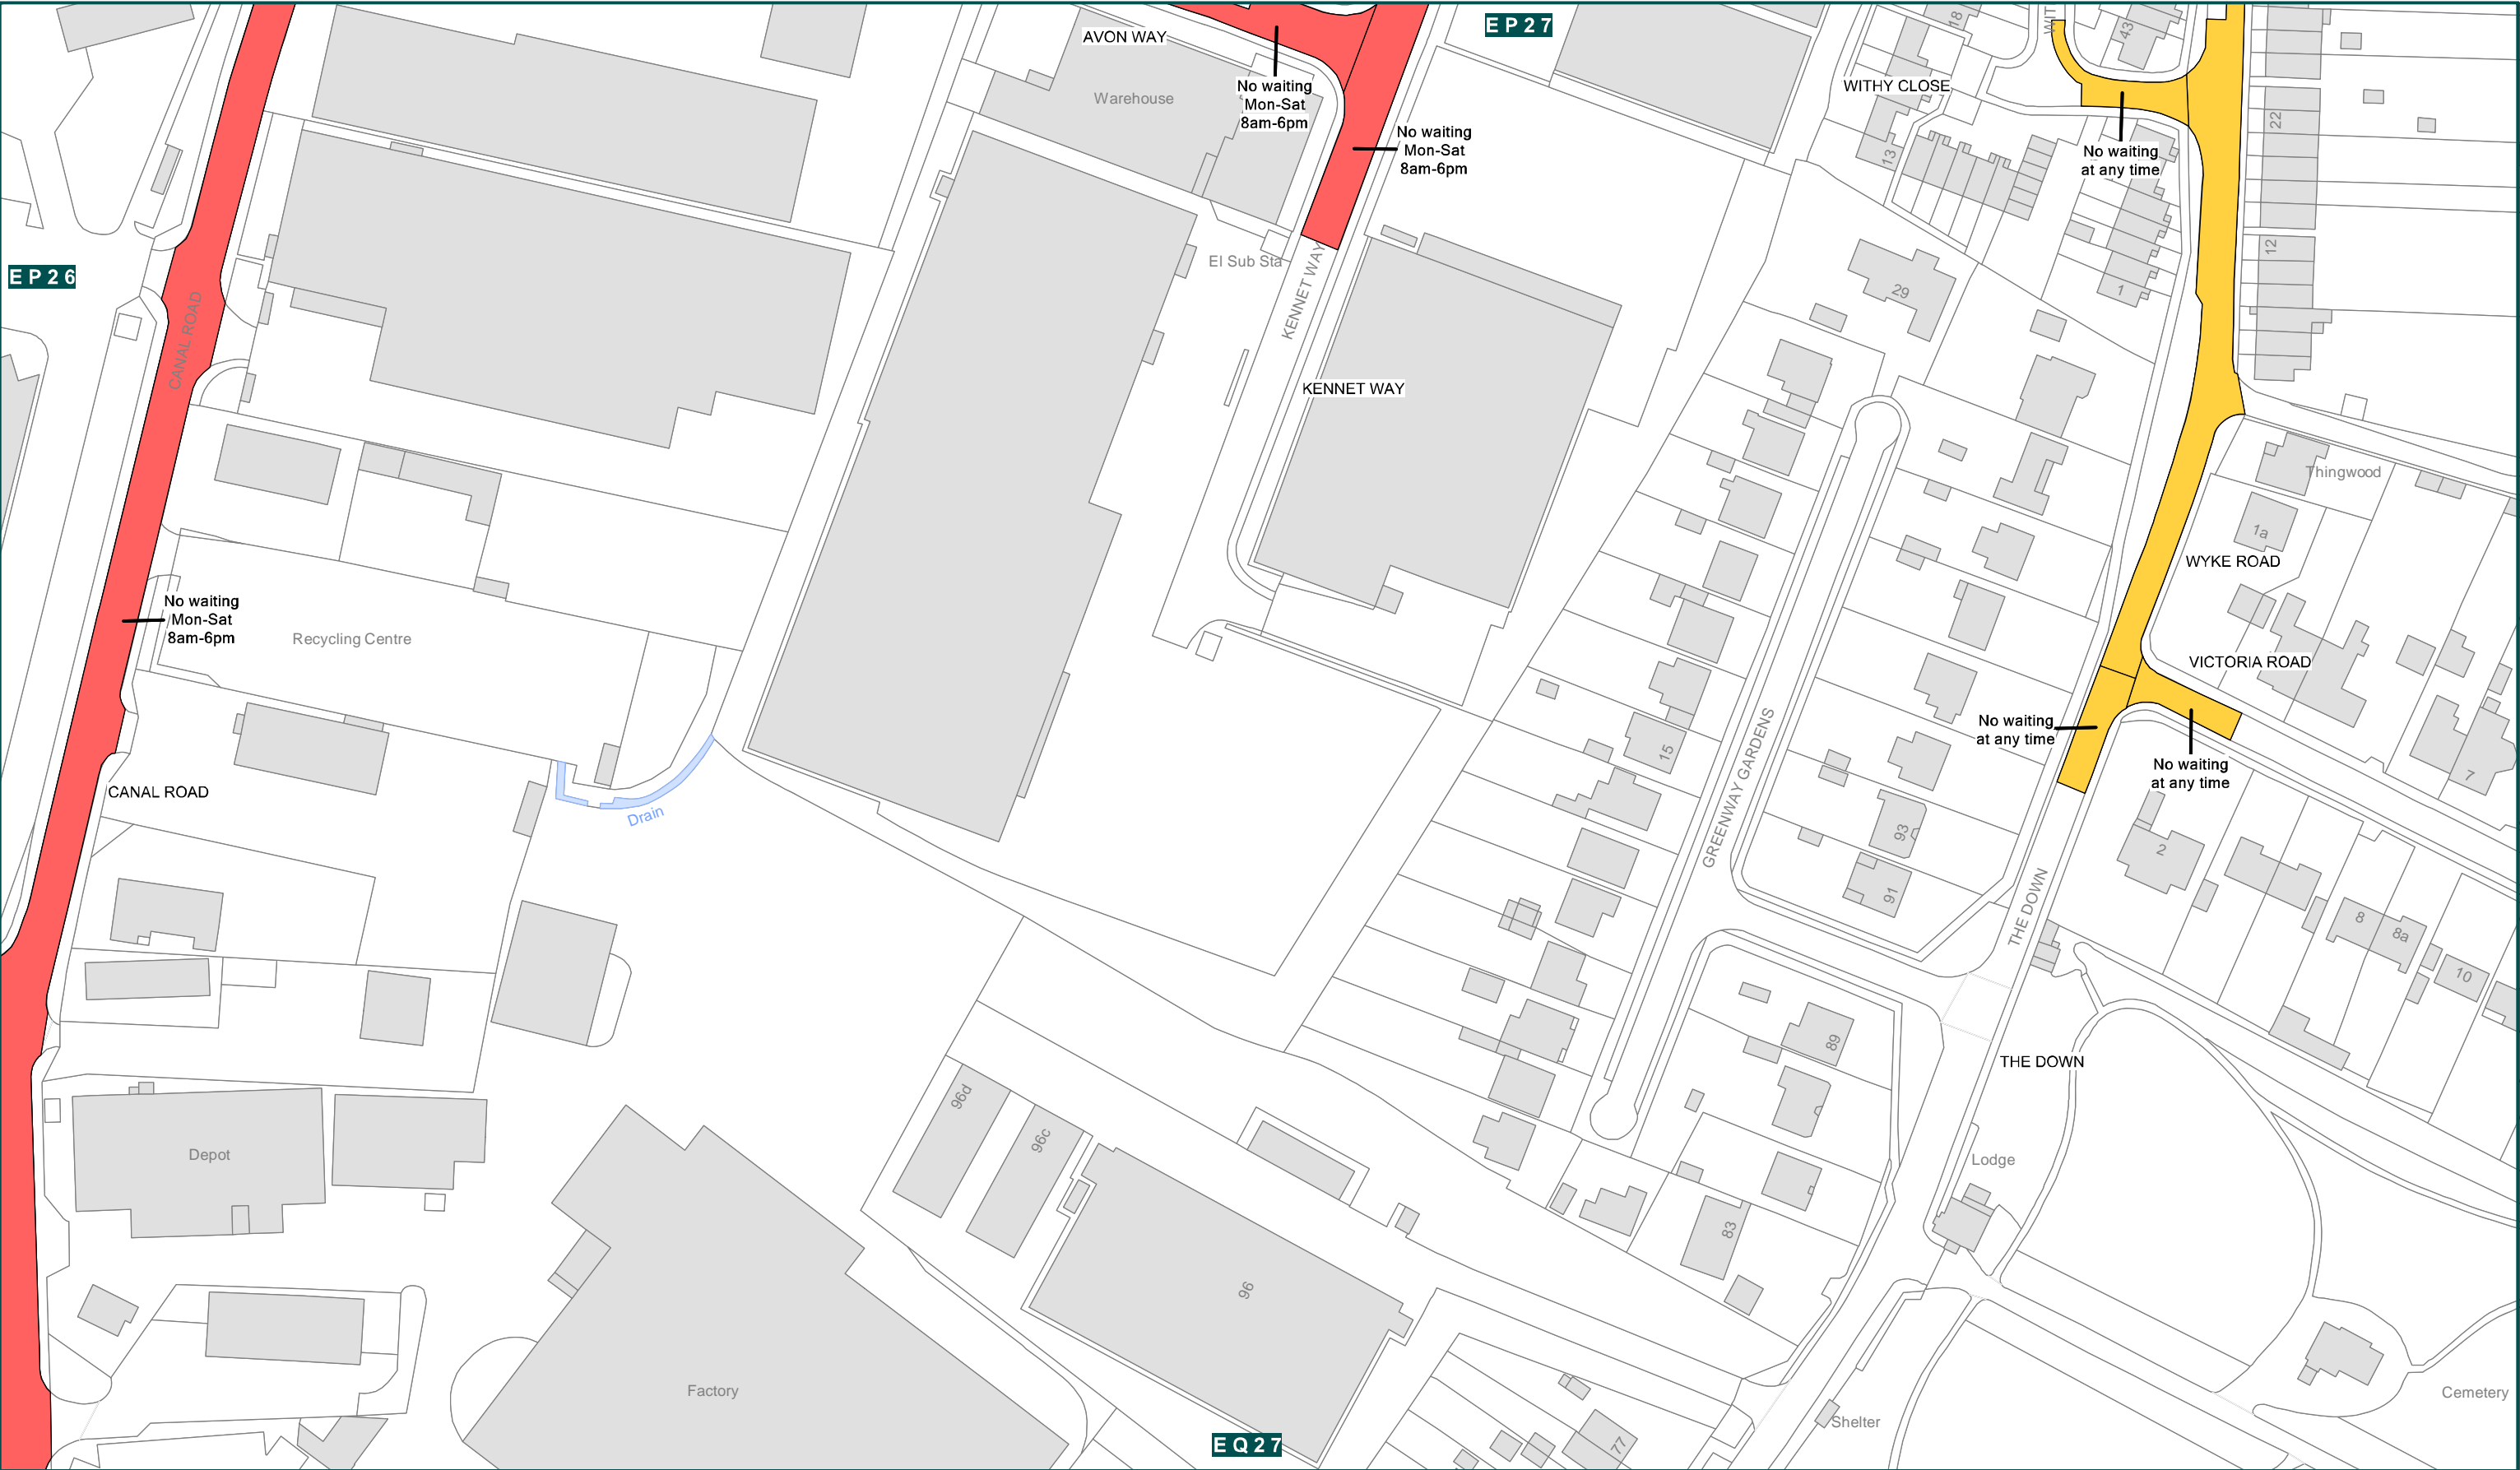 EP27
AVON WAY
WIT
18
43
WITHY CLOSE
Warehouse
No waiting
Mon-Sat
8am-6pm
No waiting
Mon-Sat
8am-6pm
22
13
No waiting
at any time
12
EP26
El Sub Sta
KENNET WAY
29
1
CANAL ROAD
KENNET WAY
Thingwood
1a
WYKE ROAD
No waiting
Mon-Sat
8am-6pm
Recycling Centre
VICTORIA ROAD
No waiting
at any time
15
GREENWAY GARDENS
No waiting
at any time
7
CANAL ROAD
Drain
93
2
91
THE DOWN
8
8a
10
89
THE DOWN
96d
96c
Depot
Lodge
83
96
Factory
Cemetery
Shelter
77
EQ27